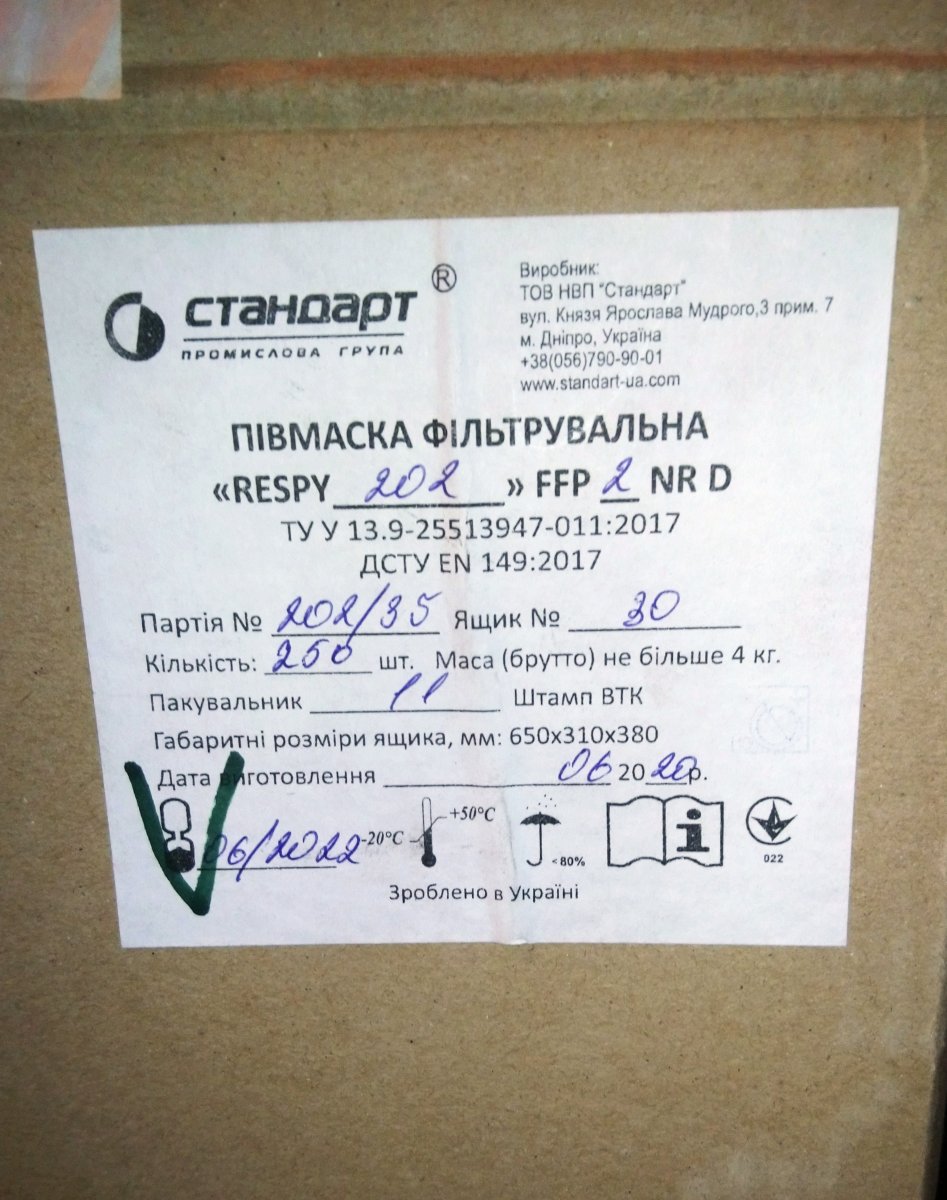 СТАНДАРТ ®
ПРОМИСЛОВА ГРУПА
Виробник:
ТОВ НВП "Стандарт"
вул. Князя Ярослава Мудрого,3 прим. 7
м. Дніпро, Україна
+38(056)790-90-01
www.standart-ua.com
ПІВМАСКА ФІЛЬТРУВАЛЬНА
«RESPY 202 » FFP 2 NR D
ТУ У 13.9-25513947-011:2017
ДСТУ EN 149:2017
Партія № 202/35 Ящик № 30
Кількість: 250 шт. Маса (брутто) не більше 4 кг.
Пакувальник 11 Штамп ВТК
Габаритні розміри ящика, мм: 650х310х380
Дата виготовлення 06 2020р.
06/2022 -20°C +50°C <80% 022
Зроблено в Україні